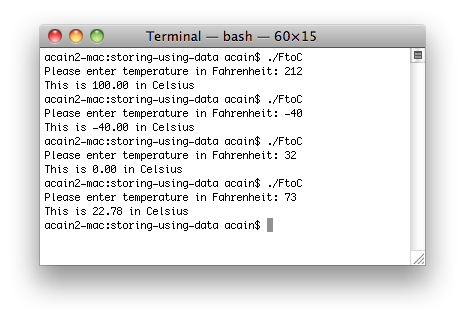 Terminal — bash — 60×15
acain2-mac:storing-using-data acain$ ./FtoC
Please enter temperature in Fahrenheit: 212
This is 100.00 in Celsius
acain2-mac:storing-using-data acain$ ./FtoC
Please enter temperature in Fahrenheit: -40
This is -40.00 in Celsius
acain2-mac:storing-using-data acain$ ./FtoC
Please enter temperature in Fahrenheit: 32
This is 0.00 in Celsius
acain2-mac:storing-using-data acain$ ./FtoC
Please enter temperature in Fahrenheit: 73
This is 22.78 in Celsius
acain2-mac:storing-using-data acain$